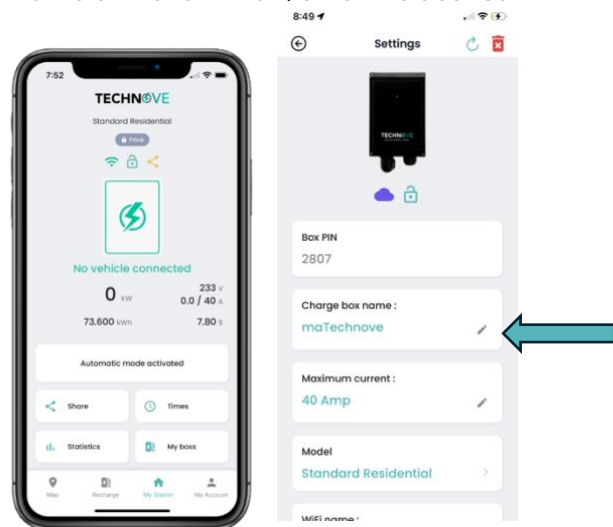 7:52
TECHNOVE
Standard Residential
Privé
No vehicle connected
0 kW
233 V
0.0 / 40 A
73.600 kWh
7.80 $
Automatic mode activated
Share
Times
Statistics
My boxs
Map
Recharge
My Station
My Account
8:49
Settings
TECHNOVE
Box PIN
2807
Charge box name :
maTechnove
Maximum current :
40 Amp
Model
Standard Residential
WiFi name :